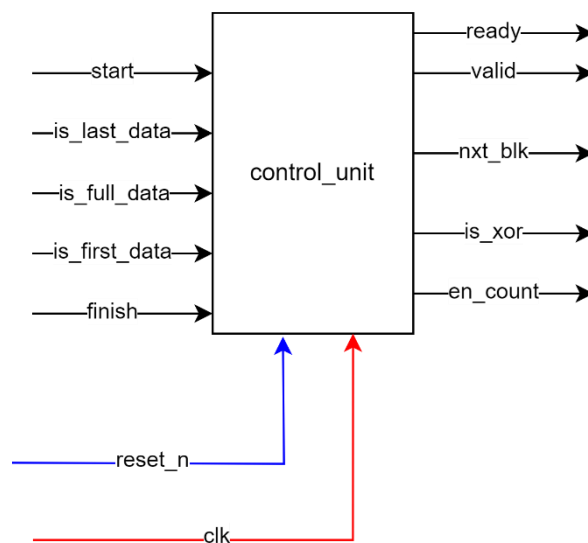 ready
start
valid
is_last_data
nxt_blk
control_unit
is_full_data
is_xor
is_first_data
en_count
finish
reset_n
clk